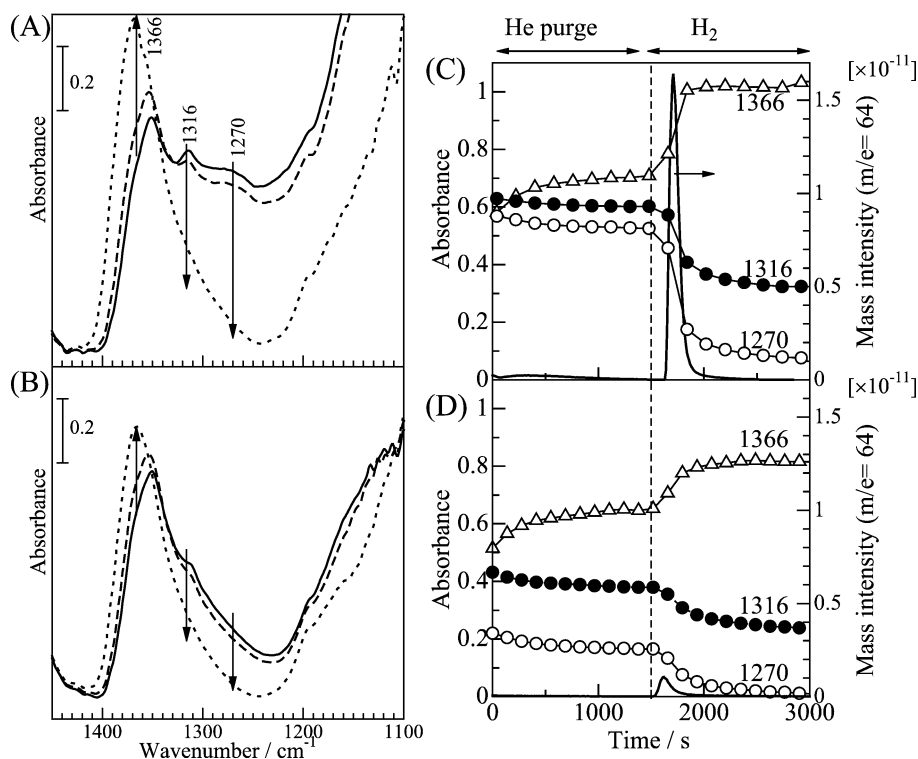 (A)
1366
1316
1270
0.2
Absorbance
(B)
0.2
Absorbance
1400 1300 1200 1100
Wavenumber / cm-1
He purge H2
(C)
[×10-11]
1
0.8
0.6
0.4
0.2
0
Absorbance
1366
1316
1270
1.5
1
0.5
0
Mass intensity (m/e= 64)
(D)
[×10-11]
1
0.8
0.6
0.4
0.2
0
Absorbance
1366
1316
1270
1.5
1
0.5
0
Mass intensity (m/e= 64)
0 1000 2000 3000
Time / s